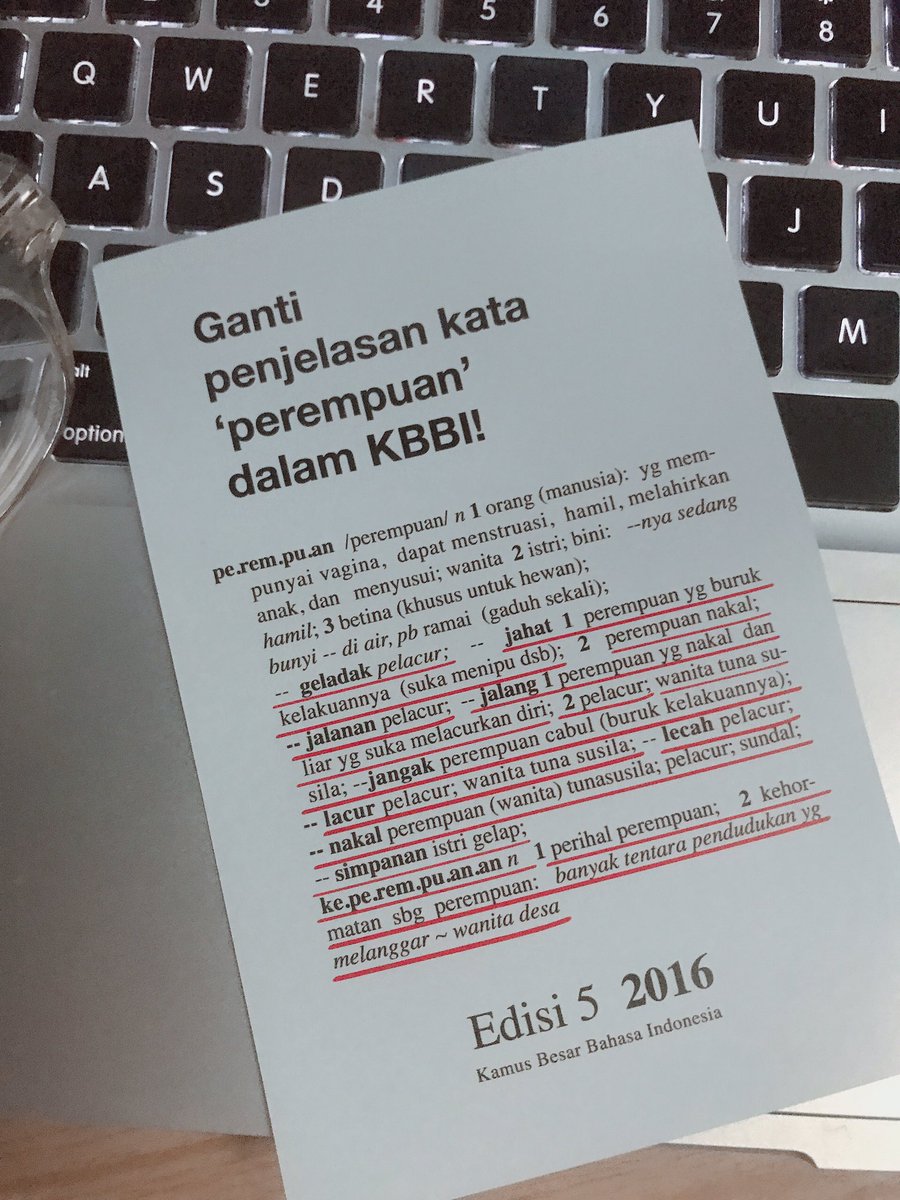 4 5 6 7 8
Q W E R T Y U I
A S D J
M
alt
option
Ganti
penjelasan kata
‘perempuan’
dalam KBBI!
pe.rem.pu.an /perempuan/ n 1 orang (manusia): yg mem-
punyai vagina, dapat menstruasi, hamil, melahirkan
anak, dan menyusui; wanita 2 istri; bini: --nya sedang
hamil; 3 betina (khusus untuk hewan);
bunyi -- di air, pb ramai (gaduh sekali);
-- geladak pelacur; -- jahat 1 perempuan yg buruk
kelakuannya (suka menipu dsb); 2 perempuan nakal;
-- jalanan pelacur; -- jalang 1 perempuan yg nakal dan
liar yg suka melacurkan diri; 2 pelacur; wanita tuna su-
sila; --jangak perempuan cabul (buruk kelakuannya);
-- lacur pelacur; wanita tuna susila; -- lecah pelacur;
-- nakal perempuan (wanita) tunasusila; pelacur; sundal;
-- simpanan istri gelap;
ke.pe.rem.pu.an.an n 1 perihal perempuan; 2 kehor-
matan sbg perempuan: banyak tentara pendudukan yg
melanggar ~ wanita desa
Edisi 5 2016
Kamus Besar Bahasa Indonesia